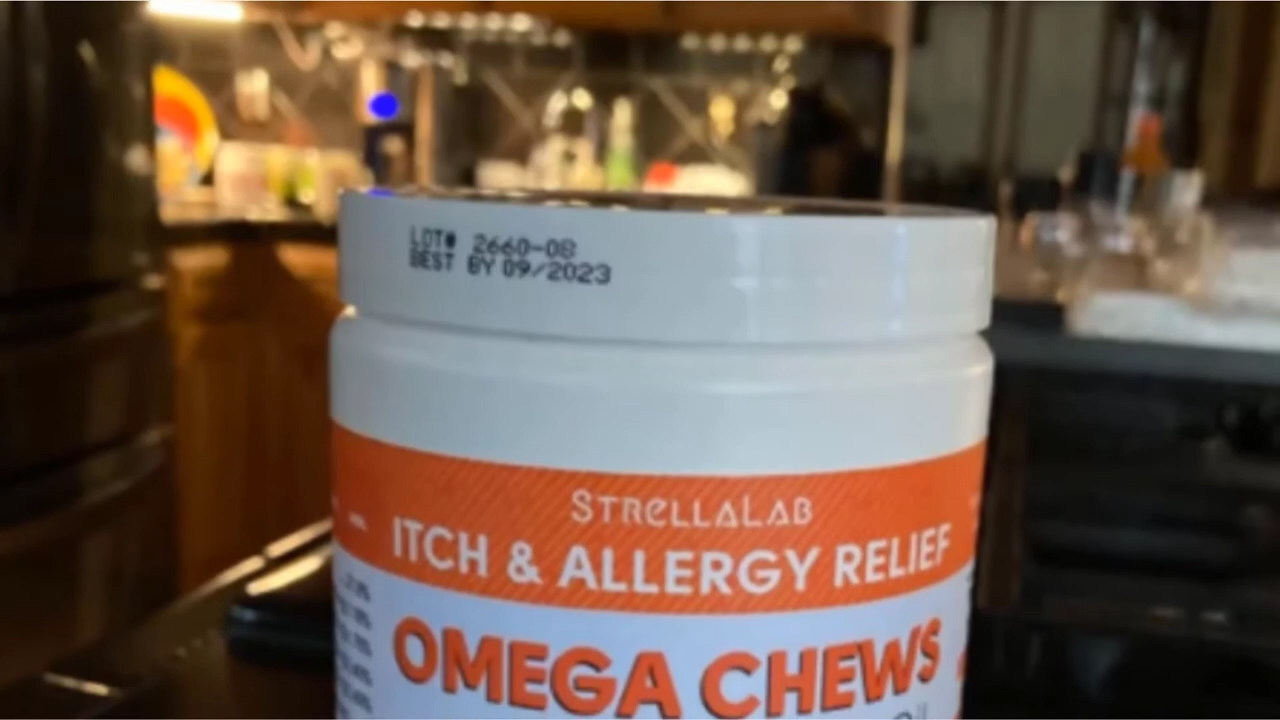 LOT# 2660-08
BEST BY 09/2023
STRELLALAB
ITCH & ALLERGY RELIEF
OMEGA CHEWS